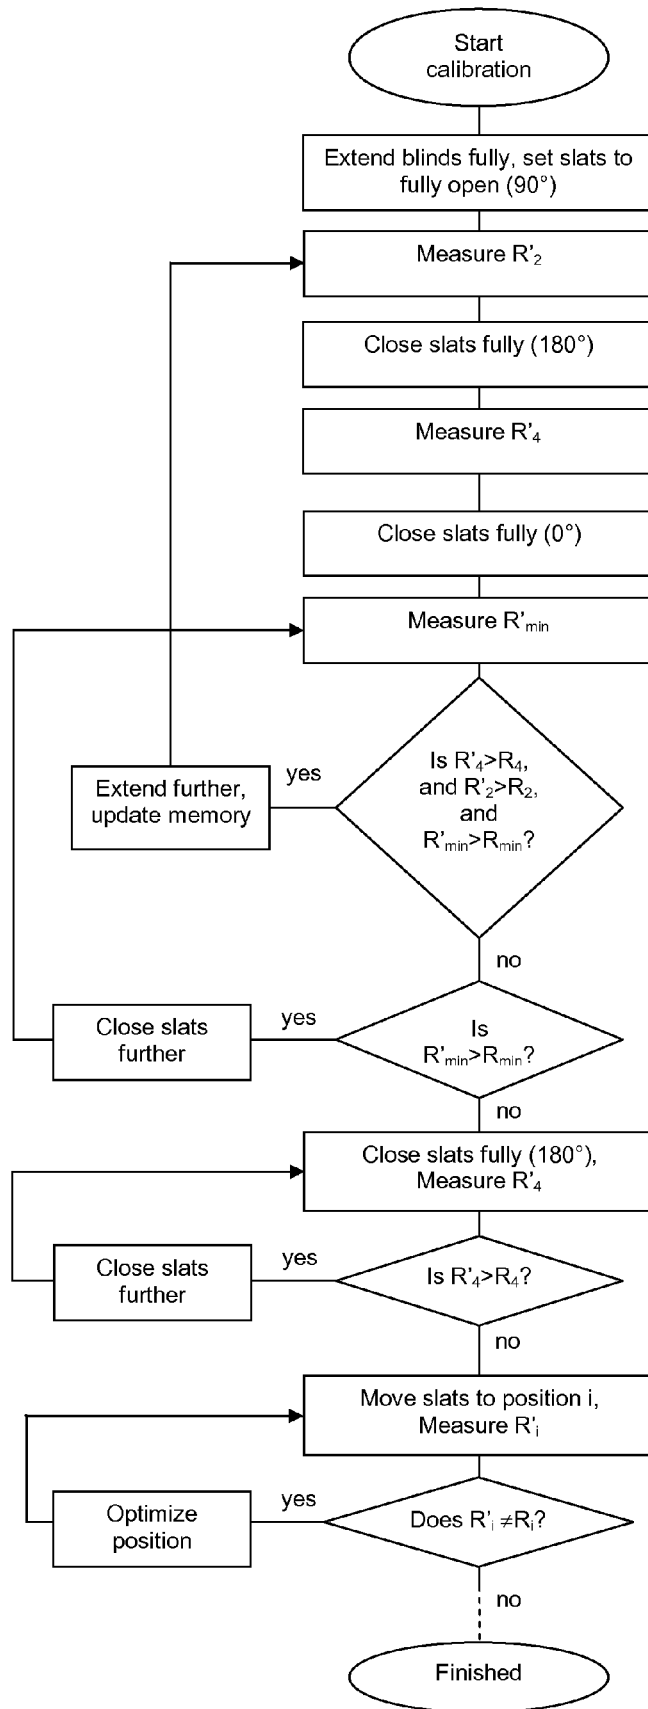 Start
calibration
Extend blinds fully, set slats to
fully open (90°)
Measure R'₂
Close slats fully (180°)
Measure R'₄
Close slats fully (0°)
Measure R'min
Is R'₄>R₄,
and R'₂>R₂,
and
R'min>Rmin?
yes
Extend further,
update memory
no
Is
R'min>Rmin?
yes
Close slats
further
no
Close slats fully (180°),
Measure R'₄
Is R'₄>R₄?
yes
Close slats
further
no
Move slats to position i,
Measure R'ᵢ
Does R'ᵢ ≠Rᵢ?
yes
Optimize
position
no
Finished